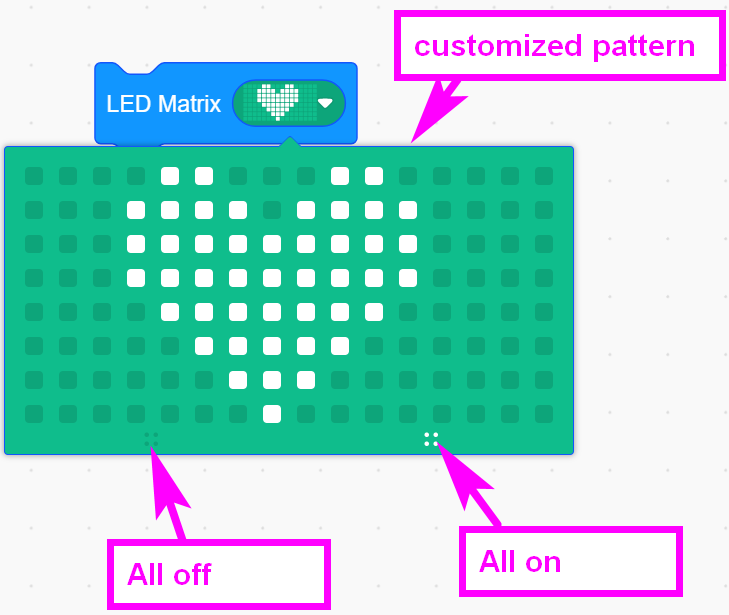 customized pattern
LED Matrix
All off
All on